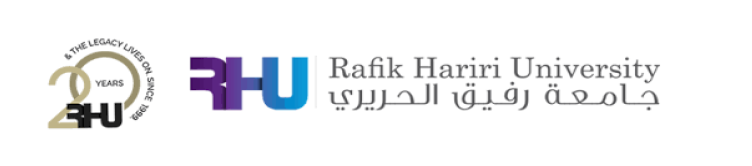 & THE LEGACY LIVES ON, SINCE 1999.
20
YEARS
RHU
RHU
Rafik Hariri University
جامعة رفيق الحريري